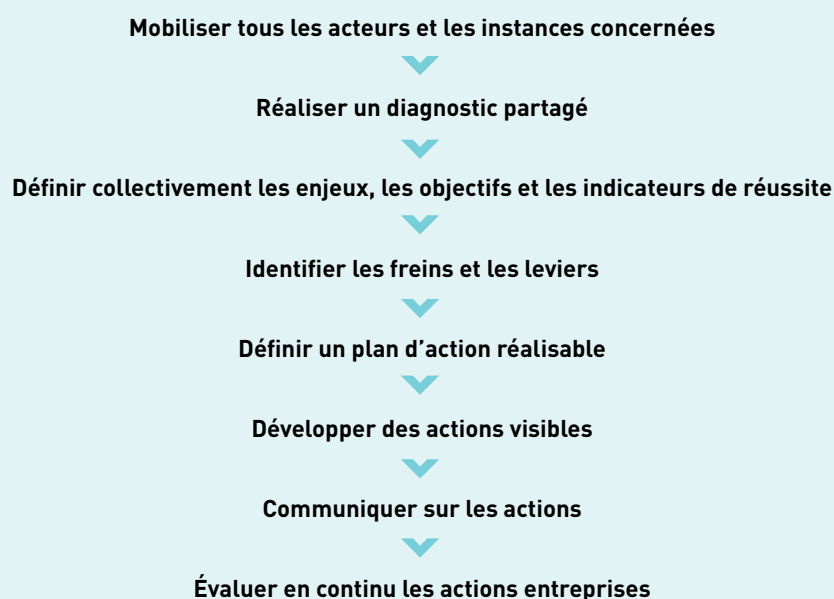 Mobiliser tous les acteurs et les instances concernées
Réaliser un diagnostic partagé
Définir collectivement les enjeux, les objectifs et les indicateurs de réussite
Identifier les freins et les leviers
Définir un plan d’action réalisable
Développer des actions visibles
Communiquer sur les actions
Évaluer en continu les actions entreprises